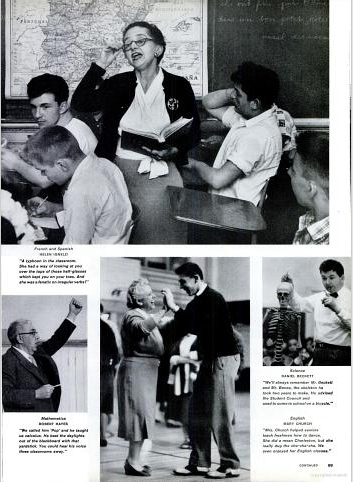 PORTUGAL
French and Spanish
HELEN IGNELZI
"A typhoon in the classroom.
She had a way of looking at you
over the tops of those half-glasses
which kept you on your toes. And
she was a fanatic on irregular verbs!"
Mathematics
ROBERT HAPES
"We called him 'Pop' and he taught
us calculus. He beat the daylights
out of the blackboard with that
yardstick. You could hear his voice
three classrooms away."
Science
DANIEL BECKETT
"We'll always remember Mr. Beckett
and Mr. Bones, the skeleton he
took two years to make. He advised
the Student Council and
used to come to school on a bicycle."
English
MARY CHURCH
"Mrs. Church helped seniors
teach freshmen how to dance.
She did a mean Charleston, but she
really dug the cha-cha-cha. We
even enjoyed her English classes."
CONTINUED